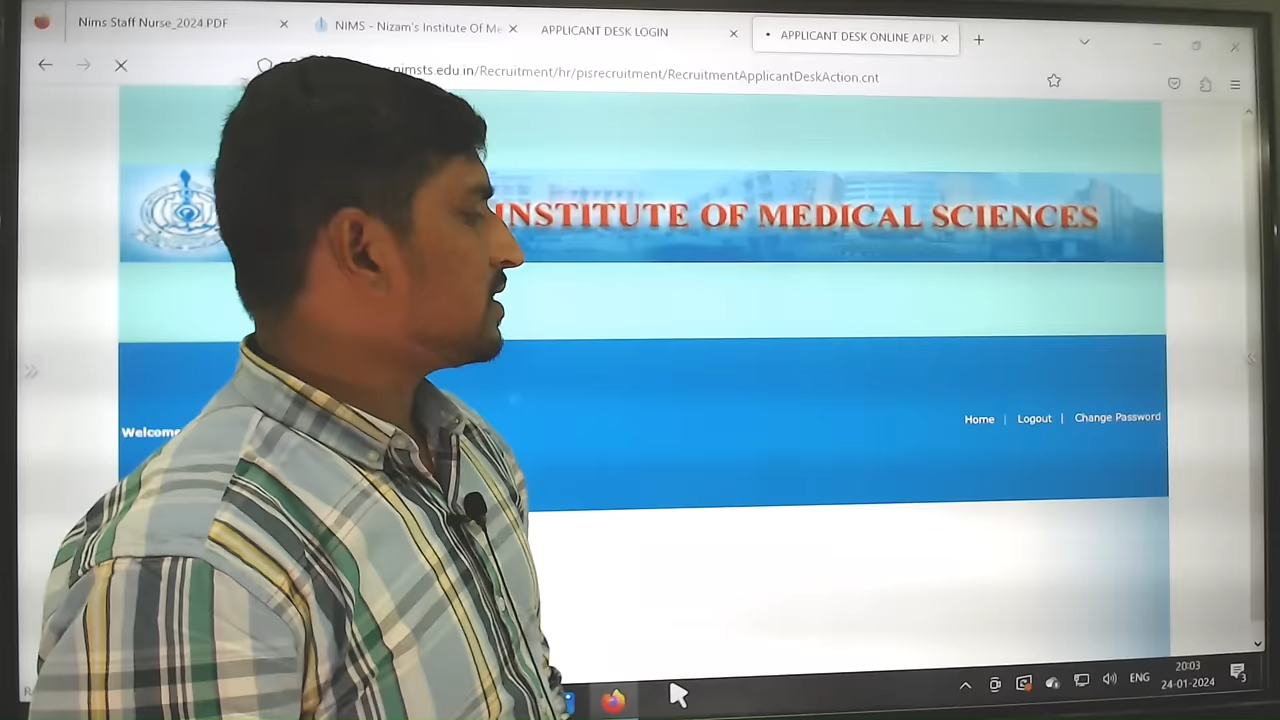 Nims Staff Nurse_2024.PDF
NIMS - Nizam's Institute Of Me
APPLICANT DESK LOGIN
APPLICANT DESK ONLINE APPL
.nimsts.edu.in/Recruitment/hr/pisrecruitment/RecruitmentApplicantDeskAction.cnt
INSTITUTE OF MEDICAL SCIENCES
Home | Logout | Change Password
Welcome
ENG
20:03
24-01-2024
3